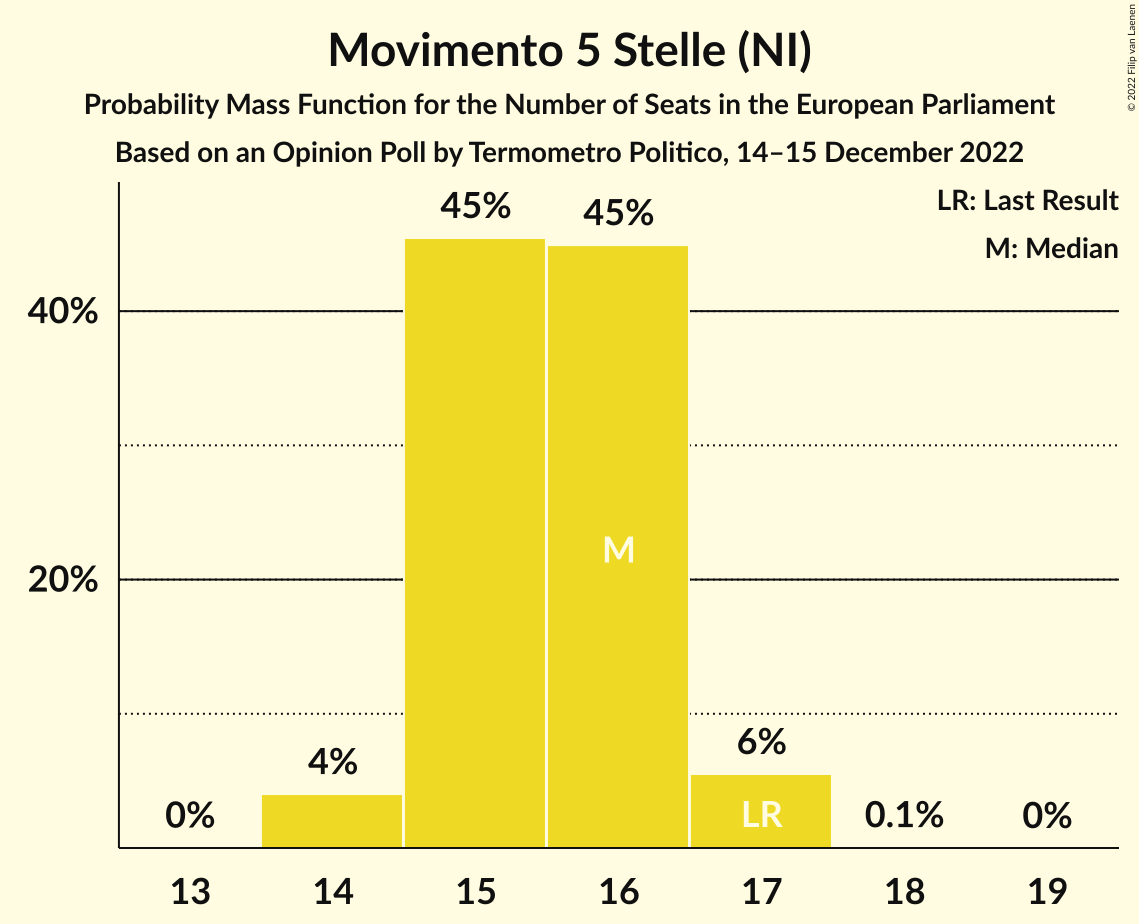 Movimento 5 Stelle (NI)
Probability Mass Function for the Number of Seats in the European Parliament
Based on an Opinion Poll by Termometro Politico, 14–15 December 2022
© 2022 Filip van Laenen
LR: Last Result
M: Median
45%
45%
40%
M
20%
6%
4%
LR
0%
0.1%
0%
13
14
15
16
17
18
19